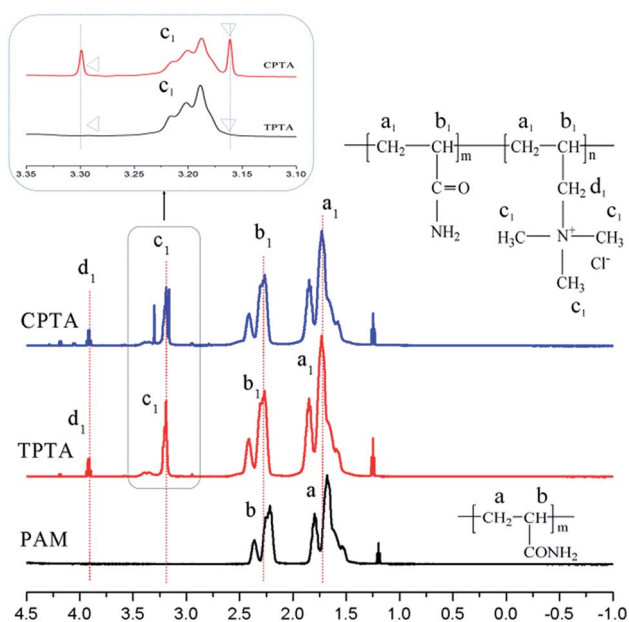 c₁
CPTA
c₁
TPTA
3.35 3.30 3.25 3.20 3.15 3.10
a₁ b₁ a₁ b₁
[CH₂—CH]m [CH₂—CH]n
C=O
NH₂
CH₂ d₁
c₁ c₁
H₃C—N⁺—CH₃
Cl⁻
CH₃
c₁
d₁ c₁ b₁ a₁
CPTA
d₁ c₁ b₁ a₁
TPTA
b a
PAM
a b
[CH₂—CH]m
CONH₂
4.5 4.0 3.5 3.0 2.5 2.0 1.5 1.0 0.5 0.0 -0.5 -1.0